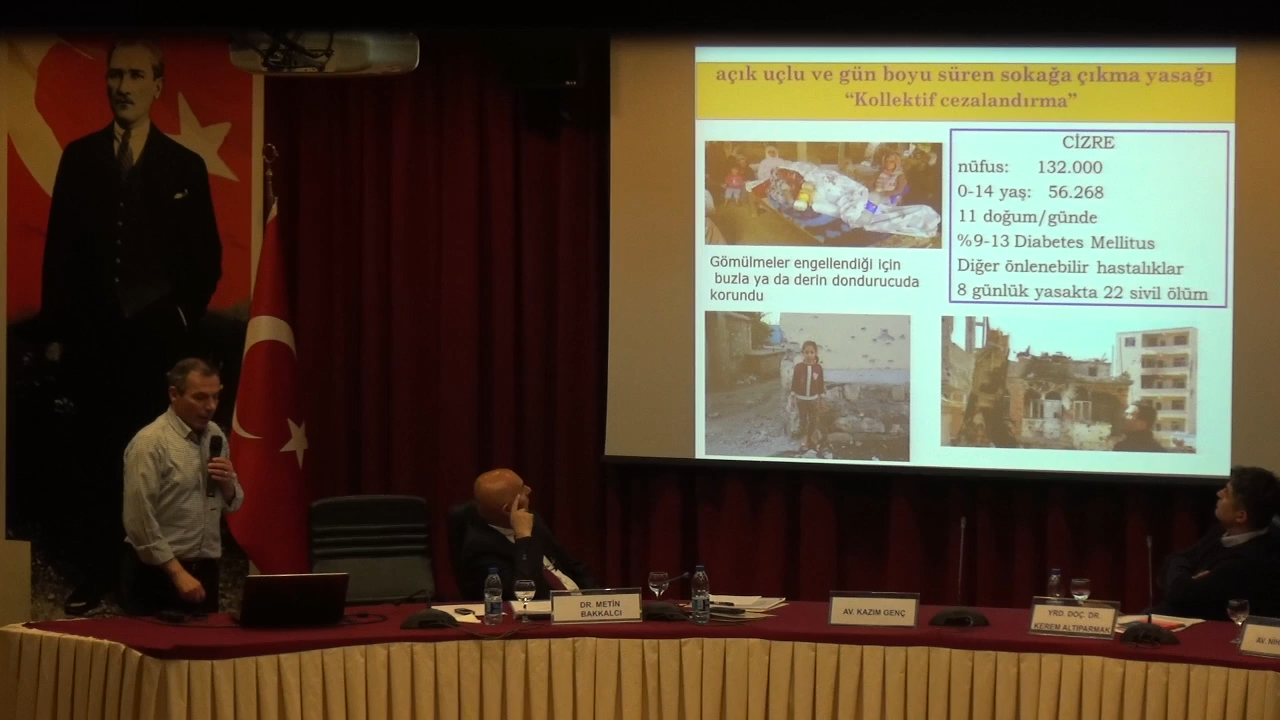 açık uçlu ve gün boyu süren sokağa çıkma yasağı
“Kollektif cezalandırma”
CİZRE
nüfus: 132.000
0-14 yaş: 56.268
11 doğum/günde
%9-13 Diabetes Mellitus
Diğer önlenebilir hastalıklar
8 günlük yasakta 22 sivil ölüm
Gömülmeler engellendiği için
buzla ya da derin dondurucuda
korundu
DR. METİN
BAKKALCI
AV. KAZIM GENÇ
YRD. DOÇ. DR.
KEREM ALTIPARMAK
AV.